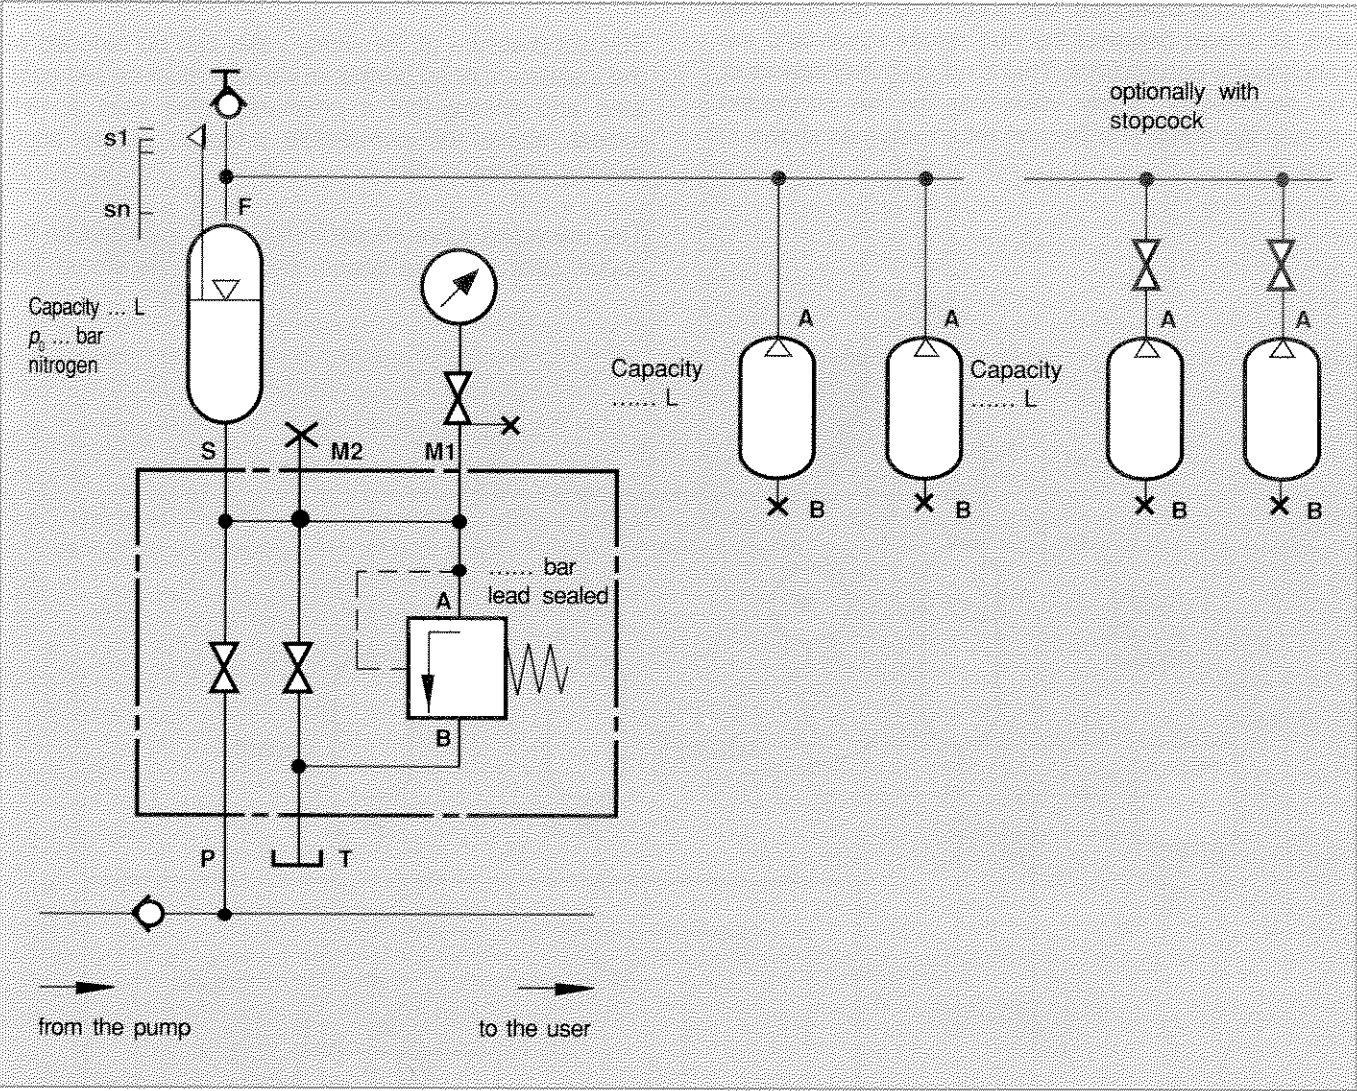 optionally with
stopcock
s1
sn
F
Capacity ... L
p₀ ... bar
nitrogen
A
A
A
A
Capacity
...... L
Capacity
...... L
S
M2
M1
B
B
B
B
...... bar
lead sealed
A
B
P
T
from the pump
to the user